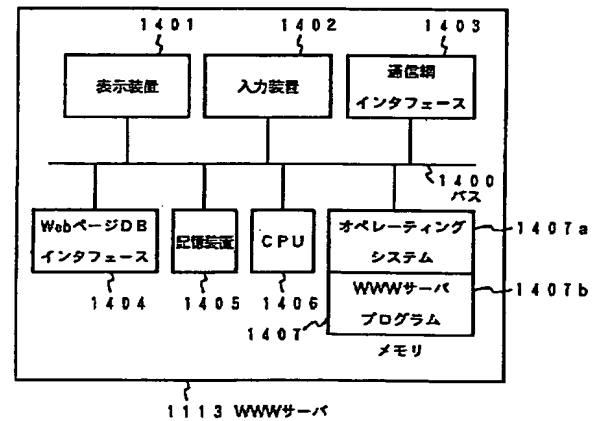 1401
1402
1403
表示装置
入力装置
通信網
インタフェース
1400
バス
WebページDB
インタフェース
記憶装置
CPU
オペレーティング
システム
1407a
WWWサーバ
プログラム
1407b
1404
1405
1406
1407
メモリ
1113 WWWサーバ